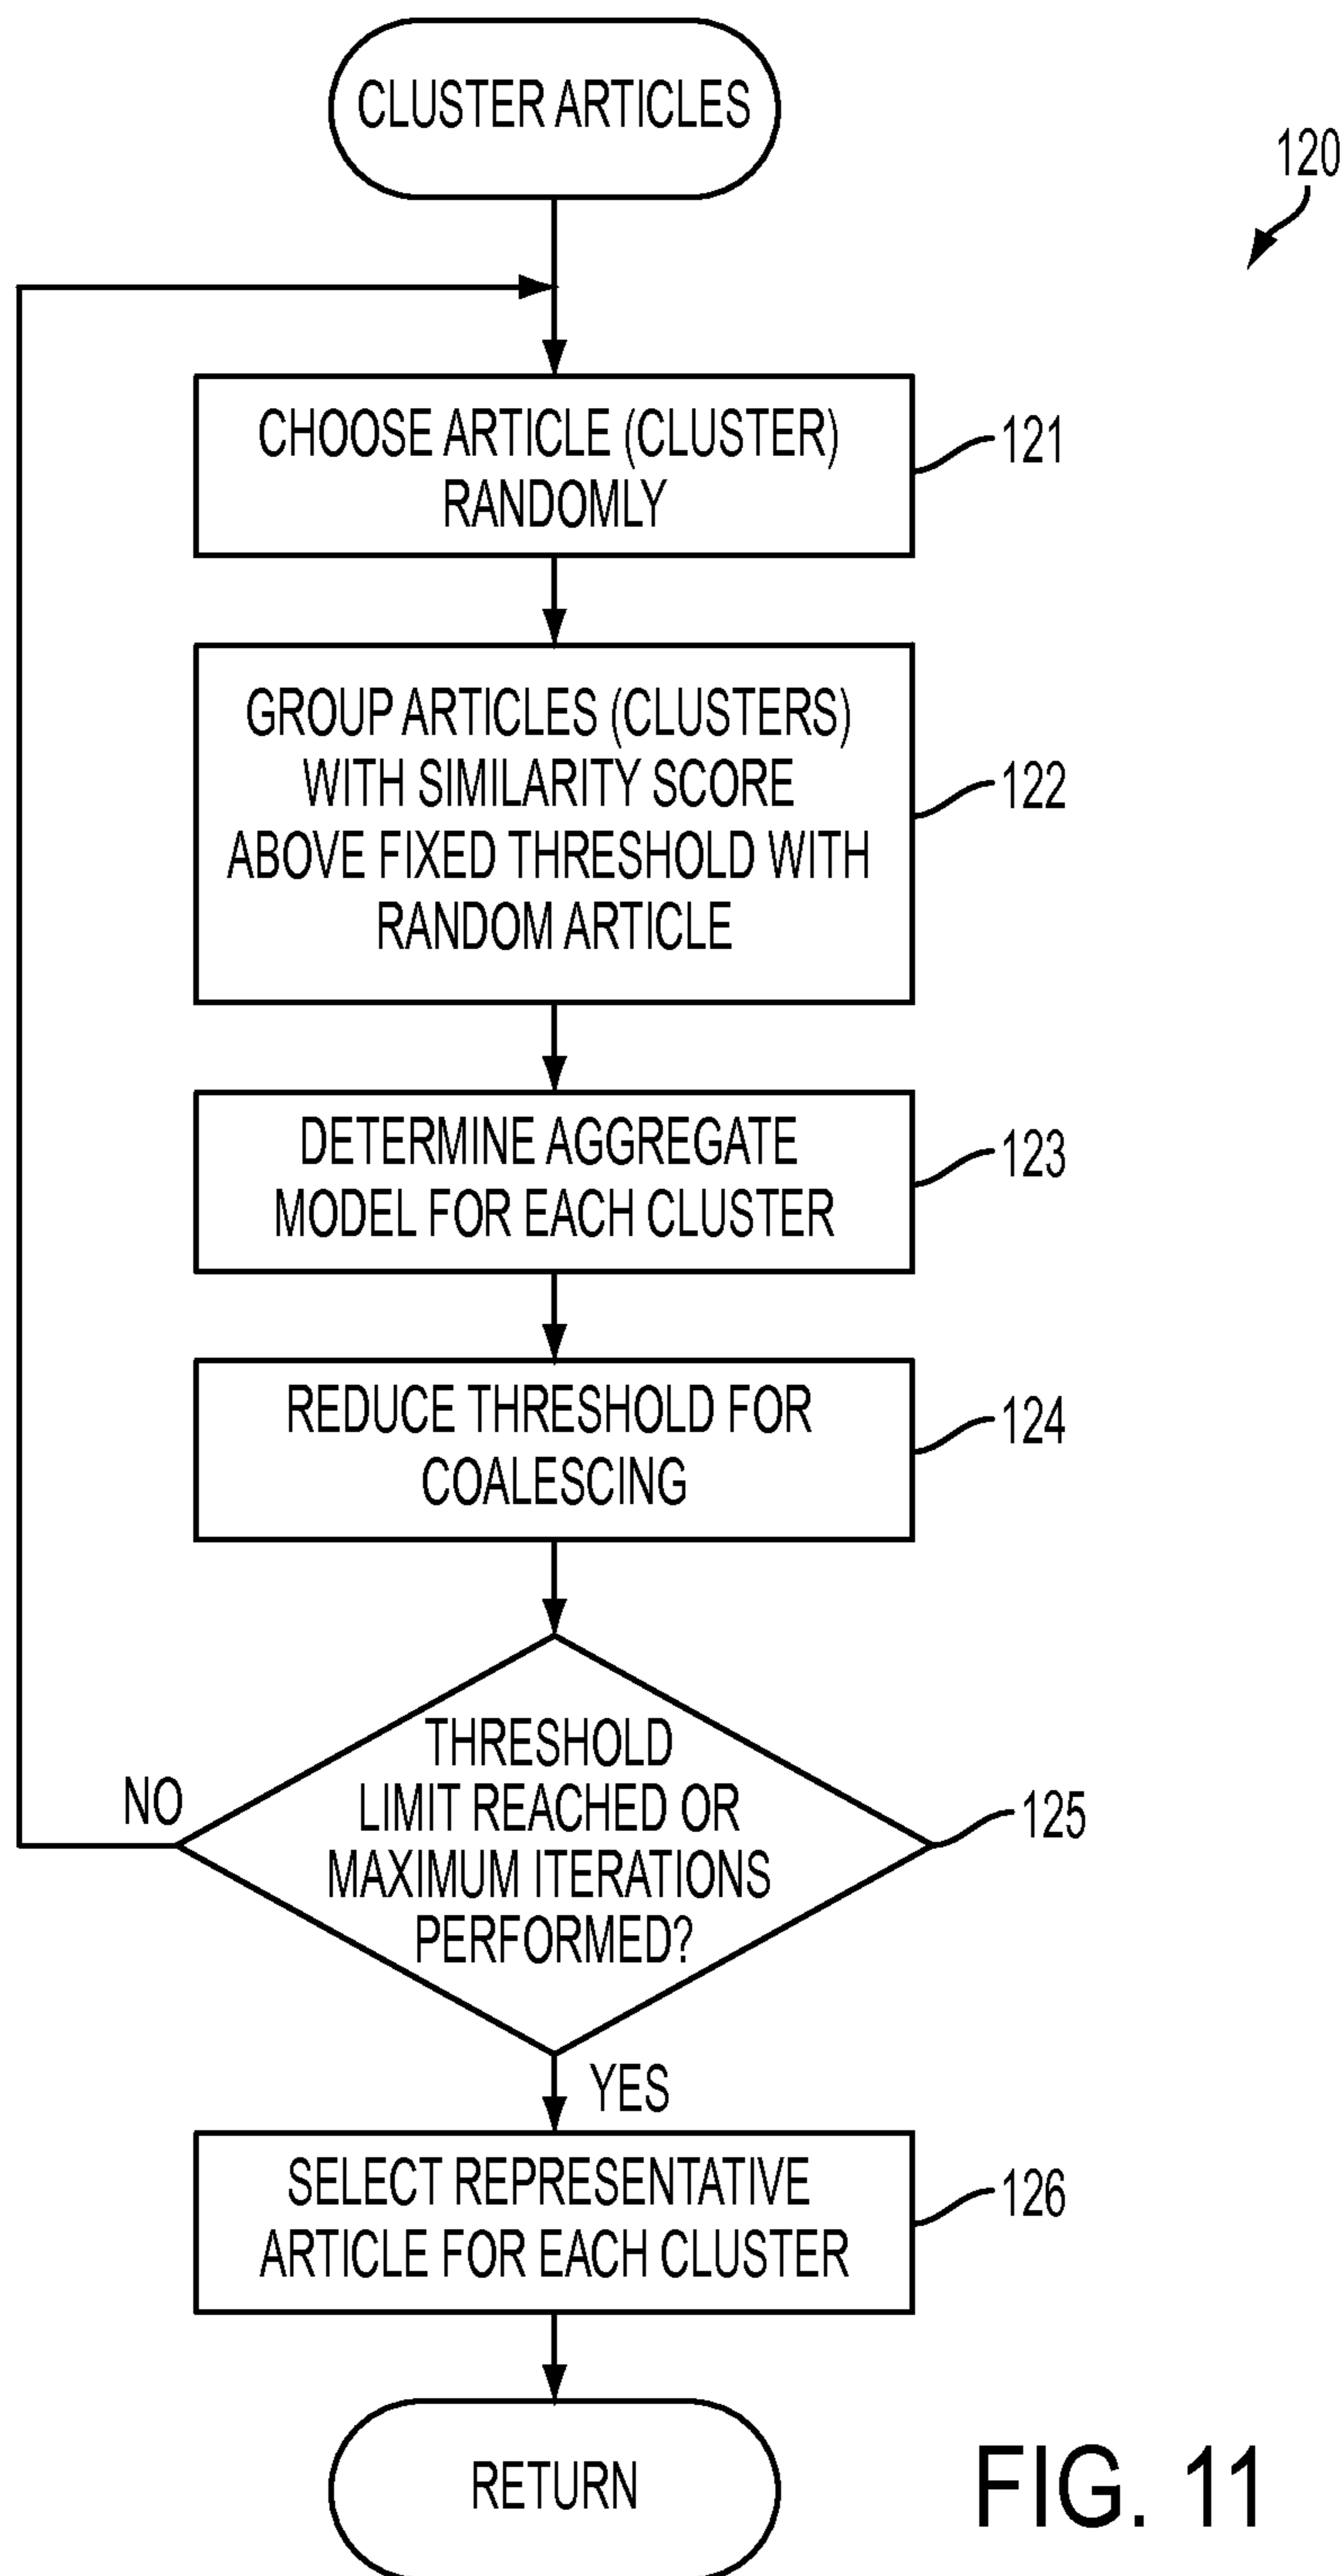 CLUSTER ARTICLES
120
CHOOSE ARTICLE (CLUSTER)
RANDOMLY
121
GROUP ARTICLES (CLUSTERS)
WITH SIMILARITY SCORE
ABOVE FIXED THRESHOLD WITH
RANDOM ARTICLE
122
DETERMINE AGGREGATE
MODEL FOR EACH CLUSTER
123
REDUCE THRESHOLD FOR
COALESCING
124
THRESHOLD
LIMIT REACHED OR
MAXIMUM ITERATIONS
PERFORMED?
125
NO
YES
SELECT REPRESENTATIVE
ARTICLE FOR EACH CLUSTER
126
RETURN
FIG. 11